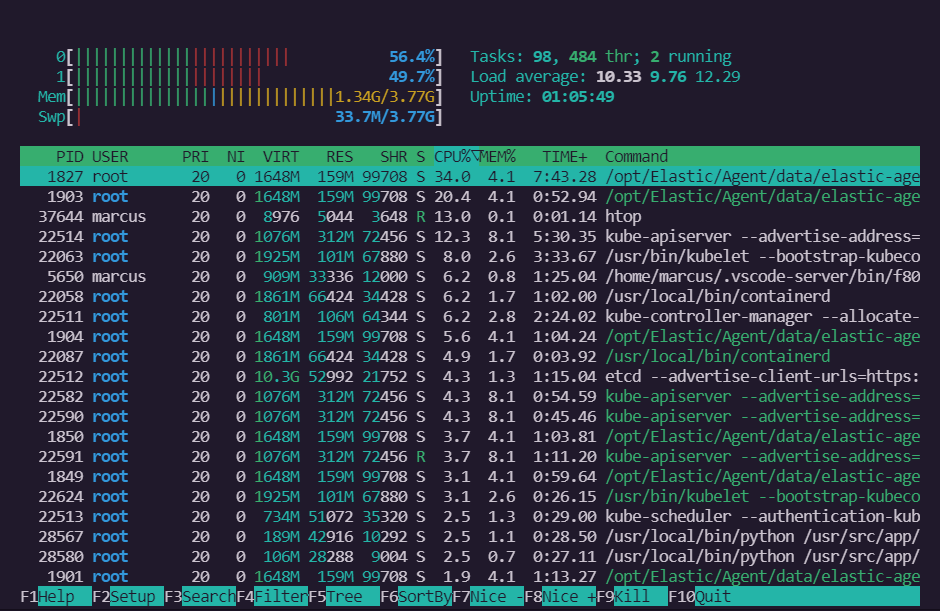 0[||||||||||||||||||||||| 56.4%] Tasks: 98, 484 thr; 2 running
1[|||||||||||||||||||| 49.7%] Load average: 10.33 9.76 12.29
Mem[||||||||||||||||||||||||||||1.34G/3.77G] Uptime: 01:05:49
Swp[| 33.7M/3.77G]
PID USER PRI NI VIRT RES SHR S CPU%▽MEM% TIME+ Command
1827 root 20 0 1648M 159M 99708 S 34.0 4.1 7:43.28 /opt/Elastic/Agent/data/elastic-age
1903 root 20 0 1648M 159M 99708 S 20.4 4.1 0:52.94 /opt/Elastic/Agent/data/elastic-age
37644 marcus 20 0 8976 5044 3648 R 13.0 0.1 0:01.14 htop
22514 root 20 0 1076M 312M 72456 S 12.3 8.1 5:30.35 kube-apiserver --advertise-address=
22063 root 20 0 1925M 101M 67880 S 8.0 2.6 3:33.67 /usr/bin/kubelet --bootstrap-kubeco
5650 marcus 20 0 909M 33336 12000 S 6.2 0.8 1:25.04 /home/marcus/.vscode-server/bin/f80
22058 root 20 0 1861M 66424 34428 S 6.2 1.7 1:02.00 /usr/local/bin/containerd
22511 root 20 0 801M 106M 64344 S 6.2 2.8 2:24.02 kube-controller-manager --allocate-
1904 root 20 0 1648M 159M 99708 S 5.6 4.1 1:04.24 /opt/Elastic/Agent/data/elastic-age
22087 root 20 0 1861M 66424 34428 S 4.9 1.7 0:03.92 /usr/local/bin/containerd
22512 root 20 0 10.3G 52992 21752 S 4.3 1.3 1:15.04 etcd --advertise-client-urls=https:
22582 root 20 0 1076M 312M 72456 S 4.3 8.1 0:54.59 kube-apiserver --advertise-address=
22590 root 20 0 1076M 312M 72456 S 4.3 8.1 0:45.46 kube-apiserver --advertise-address=
1850 root 20 0 1648M 159M 99708 S 3.7 4.1 1:03.81 /opt/Elastic/Agent/data/elastic-age
22591 root 20 0 1076M 312M 72456 R 3.7 8.1 1:11.20 kube-apiserver --advertise-address=
1849 root 20 0 1648M 159M 99708 S 3.1 4.1 0:59.64 /opt/Elastic/Agent/data/elastic-age
22624 root 20 0 1925M 101M 67880 S 3.1 2.6 0:26.15 /usr/bin/kubelet --bootstrap-kubeco
22513 root 20 0 734M 51072 35320 S 2.5 1.3 0:29.00 kube-scheduler --authentication-kub
28567 root 20 0 189M 42916 10292 S 2.5 1.1 0:28.50 /usr/local/bin/python /usr/src/app/
28580 root 20 0 106M 28288 9004 S 2.5 0.7 0:27.11 /usr/local/bin/python /usr/src/app/
1901 root 20 0 1648M 159M 99708 S 1.9 4.1 1:13.27 /opt/Elastic/Agent/data/elastic-age
F1Help F2Setup F3SearchF4FilterF5Tree F6SortByF7Nice -F8Nice +F9Kill F10Quit